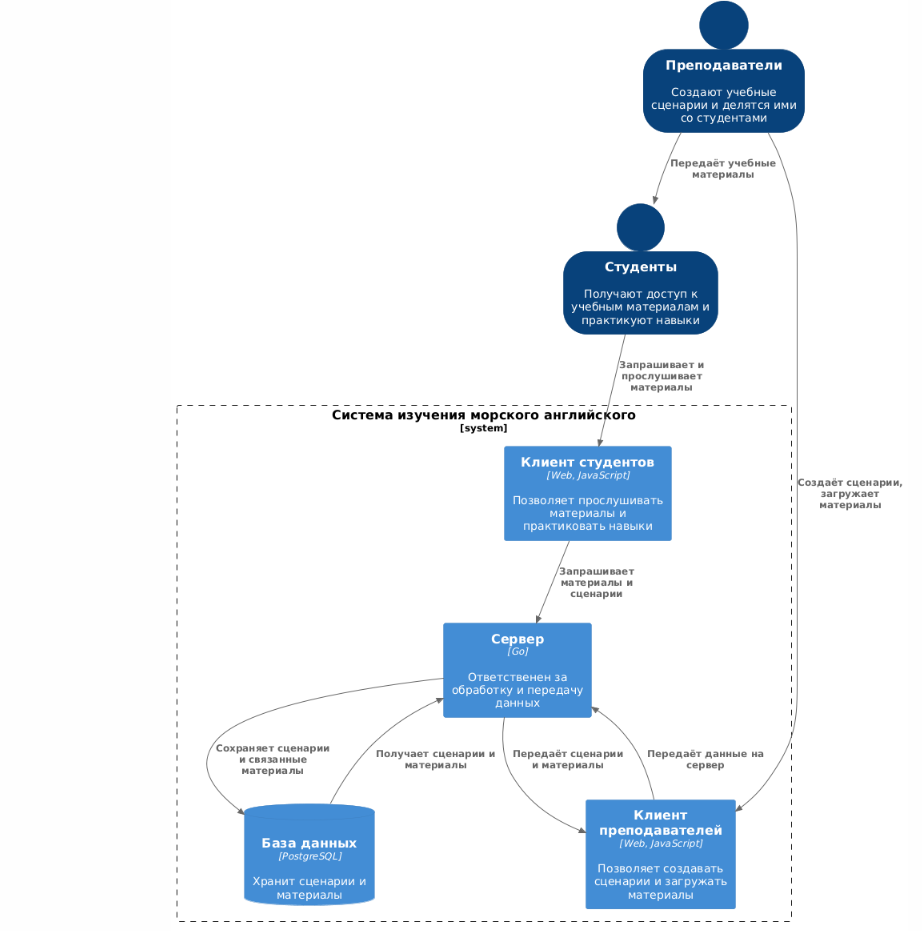 Преподаватели
Создают учебные
сценарии и делятся ими
со студентами
Передаёт учебные
материалы
Студенты
Получают доступ к
учебным материалам и
практикуют навыки
Запрашивает и
прослушивает
материалы
Система изучения морского английского
[system]
Клиент студентов
[Web, JavaScript]
Позволяет прослушивать
материалы и
практиковать навыки
Создаёт сценарии,
загружает
материалы
Запрашивает
материалы и
сценарии
Сервер
[Go]
Ответственен за
обработку и передачу
данных
Сохраняет сценарии
и связанные
материалы
Получает сценарии и
материалы
Передаёт сценарии
и материалы
Передаёт данные на
сервер
База данных
[PostgreSQL]
Хранит сценарии и
материалы
Клиент
преподавателей
[Web, JavaScript]
Позволяет создавать
сценарии и загружать
материалы